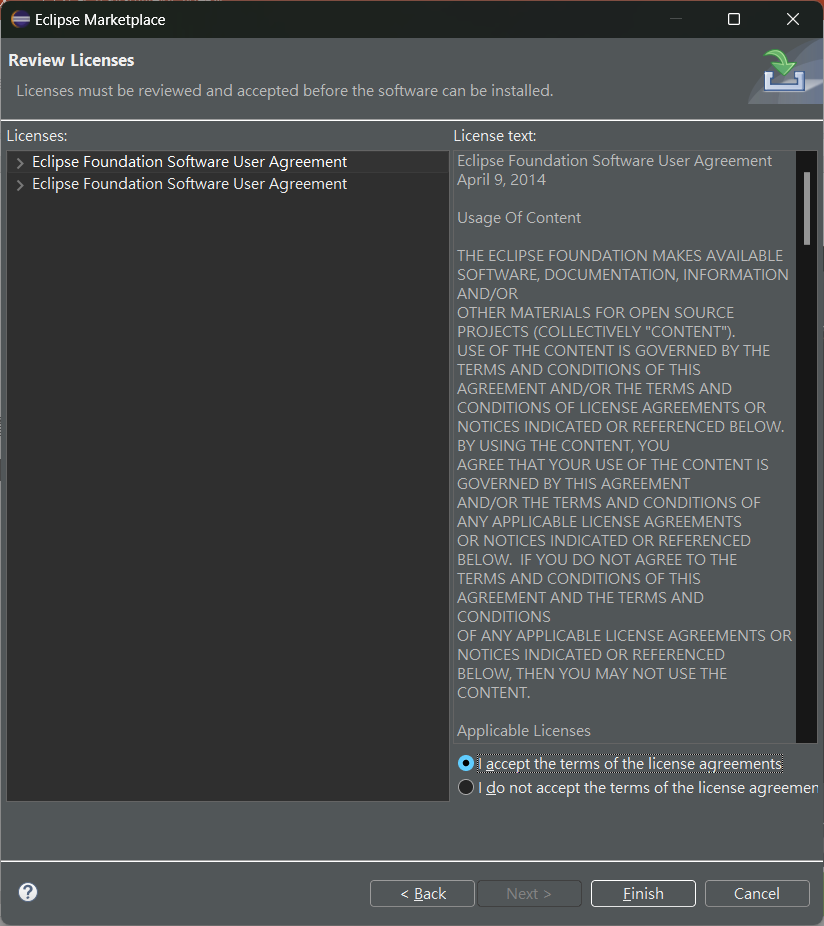 Eclipse Marketplace
Review Licenses
Licenses must be reviewed and accepted before the software can be installed.
Licenses:
Eclipse Foundation Software User Agreement
Eclipse Foundation Software User Agreement
License text:
Eclipse Foundation Software User Agreement
April 9, 2014
Usage Of Content
THE ECLIPSE FOUNDATION MAKES AVAILABLE
SOFTWARE, DOCUMENTATION, INFORMATION
AND/OR
OTHER MATERIALS FOR OPEN SOURCE
PROJECTS (COLLECTIVELY "CONTENT").
USE OF THE CONTENT IS GOVERNED BY THE
TERMS AND CONDITIONS OF THIS
AGREEMENT AND/OR THE TERMS AND
CONDITIONS OF LICENSE AGREEMENTS OR
NOTICES INDICATED OR REFERENCED BELOW.
BY USING THE CONTENT, YOU
AGREE THAT YOUR USE OF THE CONTENT IS
GOVERNED BY THIS AGREEMENT
AND/OR THE TERMS AND CONDITIONS OF
ANY APPLICABLE LICENSE AGREEMENTS
OR NOTICES INDICATED OR REFERENCED
BELOW.  IF YOU DO NOT AGREE TO THE
TERMS AND CONDITIONS OF THIS
AGREEMENT AND THE TERMS AND
CONDITIONS
OF ANY APPLICABLE LICENSE AGREEMENTS OR
NOTICES INDICATED OR REFERENCED
BELOW, THEN YOU MAY NOT USE THE
CONTENT.
Applicable Licenses
I accept the terms of the license agreements
I do not accept the terms of the license agreemen
?
< Back
Next >
Finish
Cancel